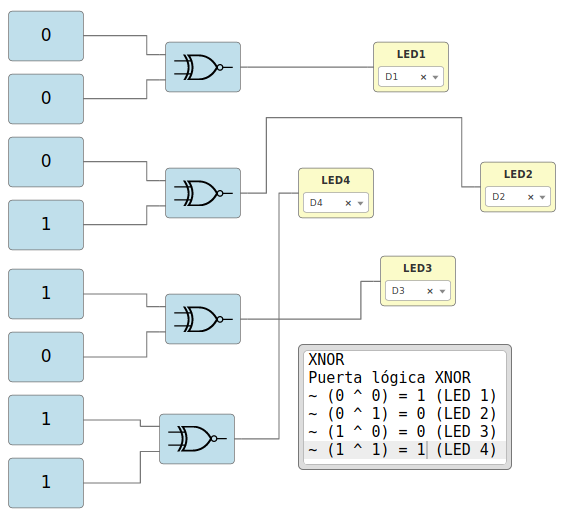 0
0
LED1
D1
0
1
LED4
D4
LED2
D2
1
0
LED3
D3
1
1
XNOR
Puerta lógica XNOR
~ (0 ^ 0) = 1 (LED 1)
~ (0 ^ 1) = 0 (LED 2)
~ (1 ^ 0) = 0 (LED 3)
~ (1 ^ 1) = 1 (LED 4)